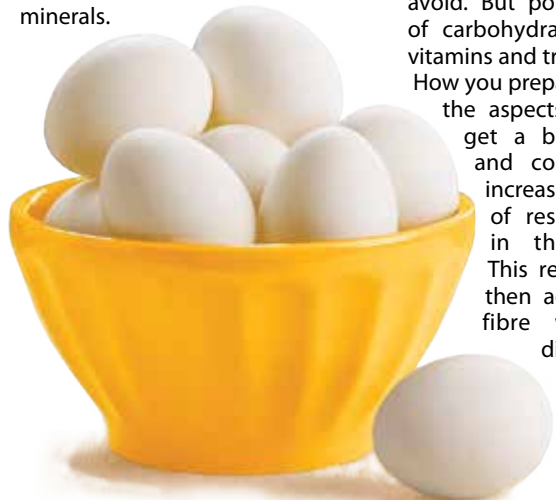 minerals.
avoid. But po
of carbohydra
vitamins and tr
How you prepa
the aspects
get a b
and co
increas
of res
in th
This re
then a
fibre
di